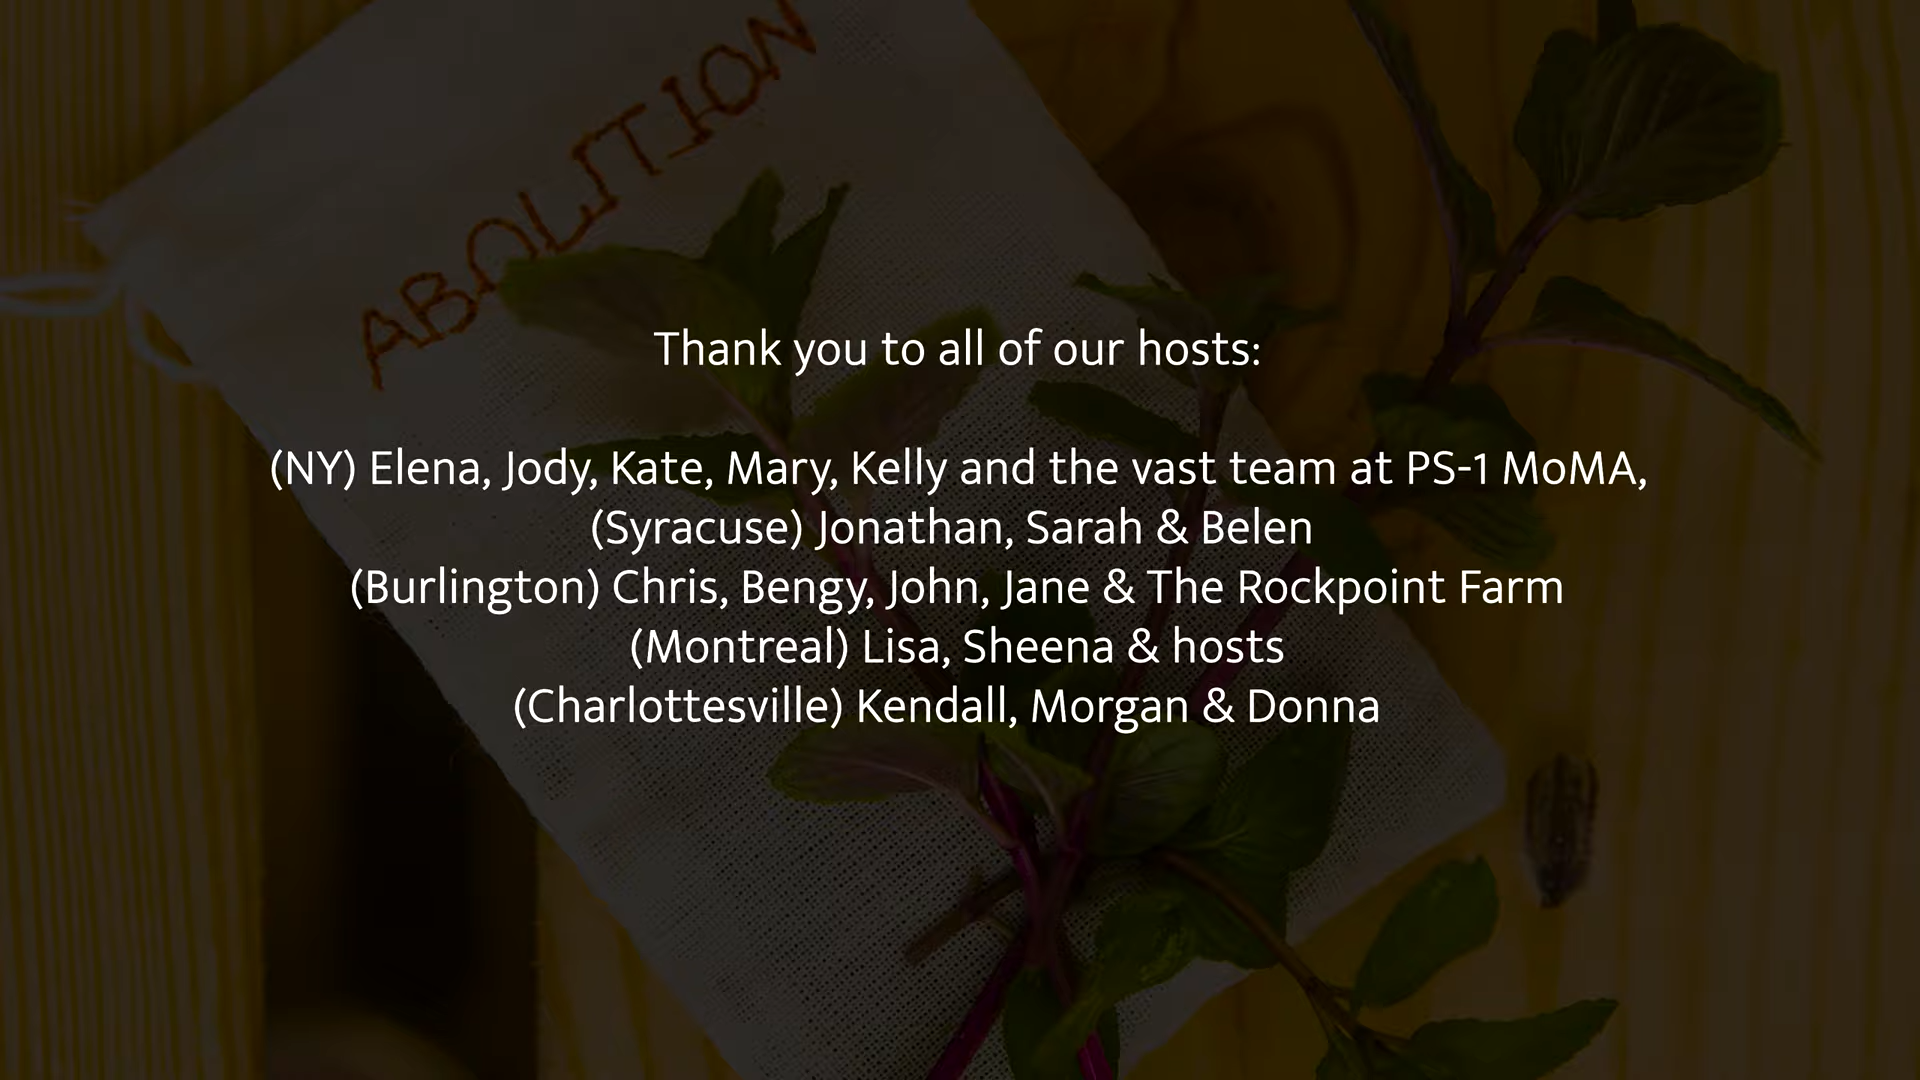 ABOLITION
Thank you to all of our hosts:
(NY) Elena, Jody, Kate, Mary, Kelly and the vast team at PS-1 MoMA,
(Syracuse) Jonathan, Sarah & Belen
(Burlington) Chris, Bengy, John, Jane & The Rockpoint Farm
(Montreal) Lisa, Sheena & hosts
(Charlottesville) Kendall, Morgan & Donna